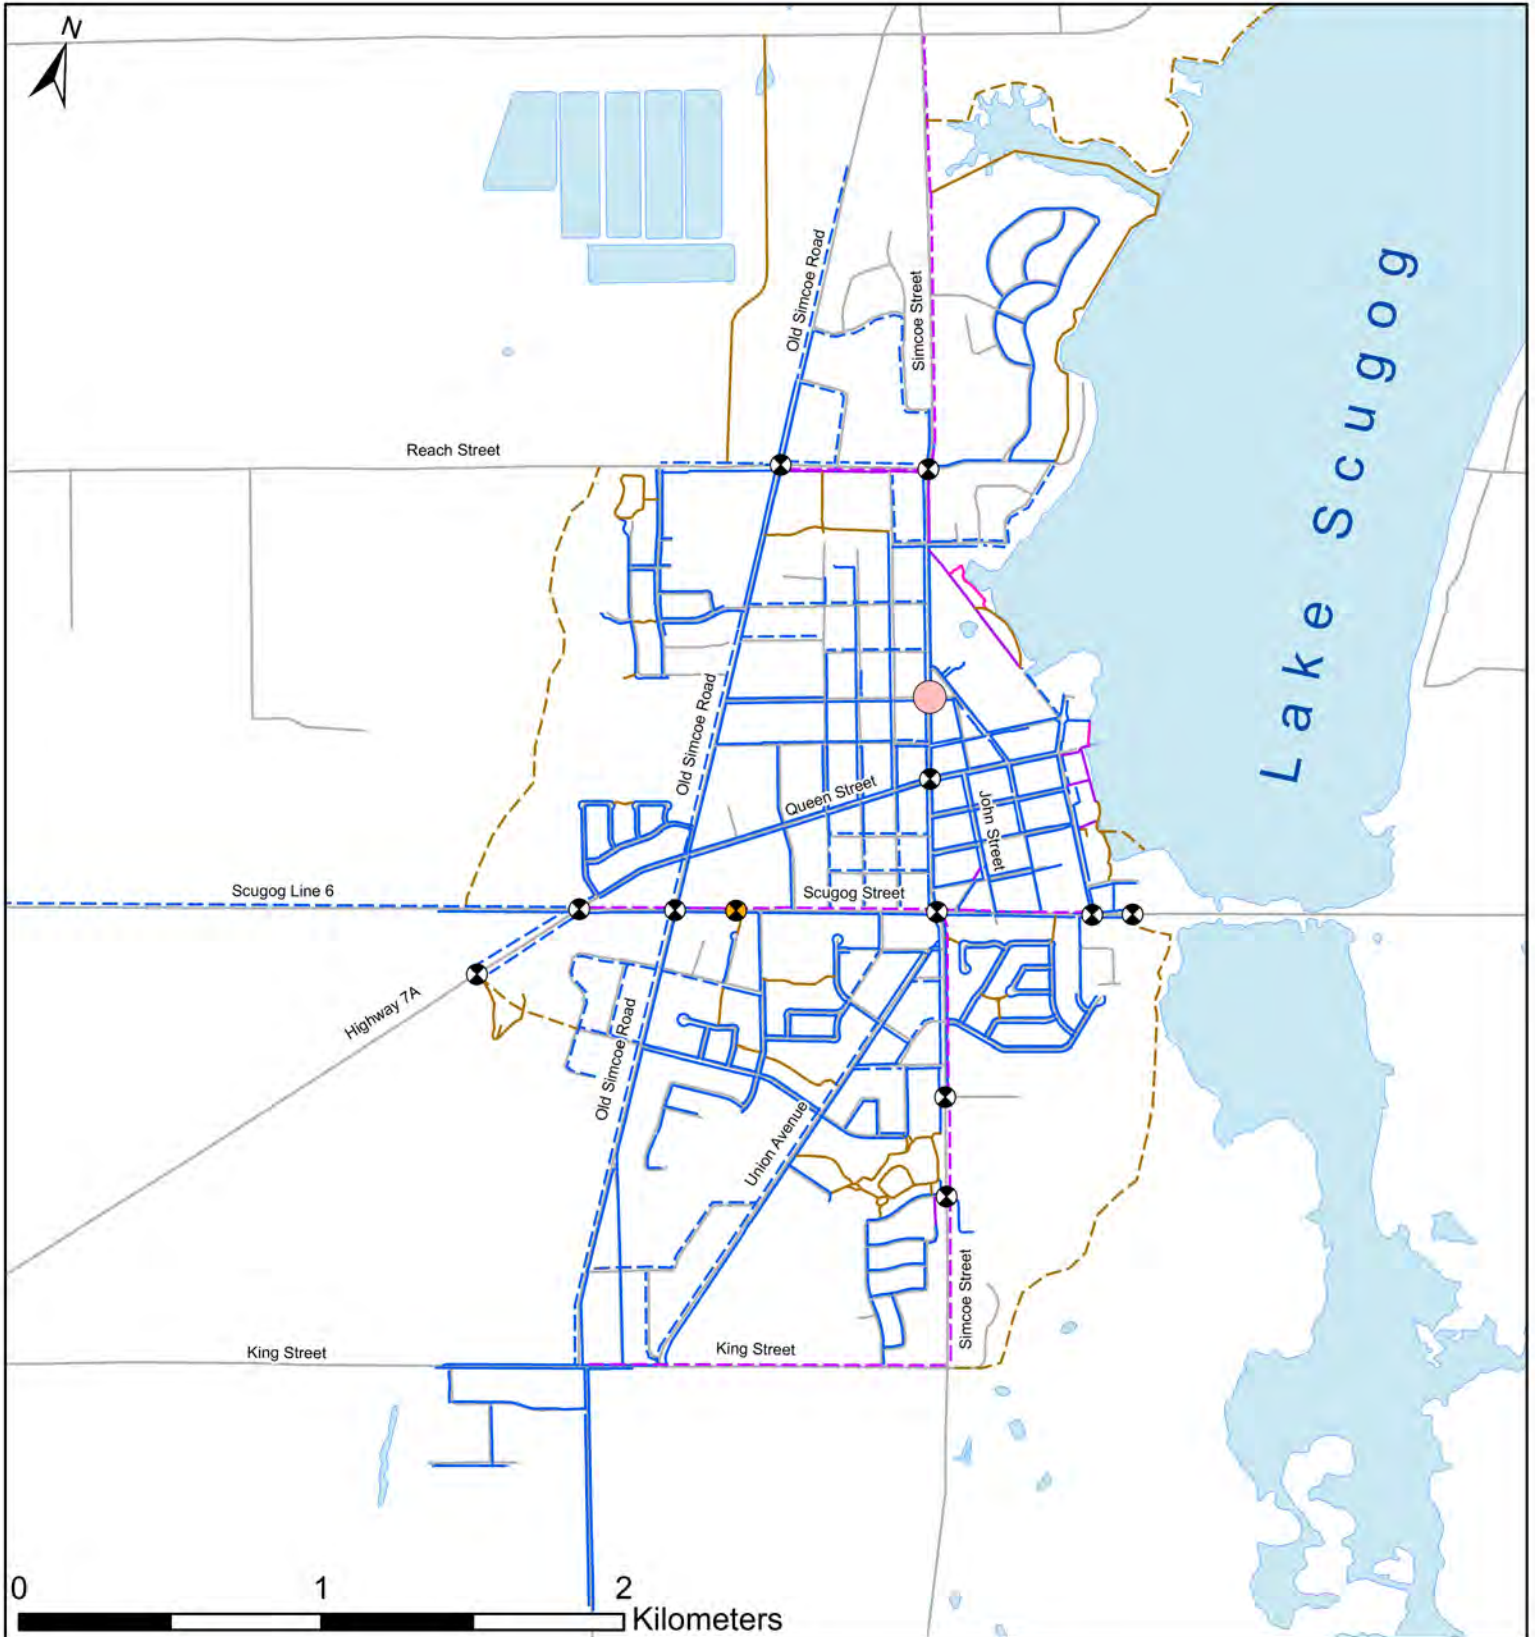 N
Old Simcoe Road
Simcoe Street
Lake Scugog
Reach Street
Old Simcoe Road
Queen Street
John Street
Scugog Line 6
Scugog Street
Highway 7A
Old Simcoe Road
Union Avenue
Simcoe Street
King Street
King Street
0 1 2
Kilometers